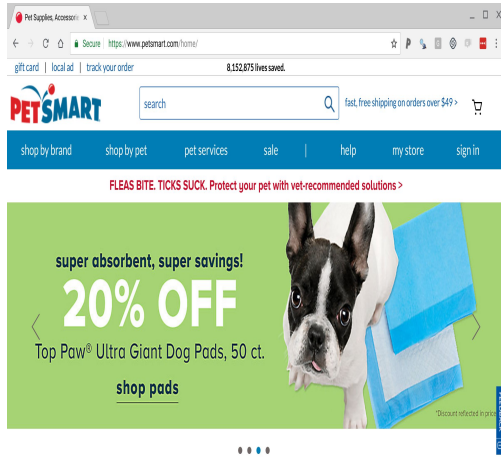 Pet Supplies, Accessorie
Secure https://www.petsmart.com/home/
gift card | local ad | track your order 8,152,875 lives saved.
PETSMART
search
fast, free shipping on orders over $49 >
shop by brand shop by pet pet services sale | help my store sign in
FLEAS BITE. TICKS SUCK. Protect your pet with vet-recommended solutions >
super absorbent, super savings!
20% OFF
Top Paw® Ultra Giant Dog Pads, 50 ct.
shop pads
*Discount reflected in price